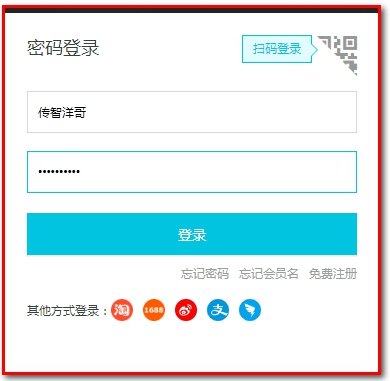 密码登录
扫码登录
传智洋哥
••••••••••
登录
忘记密码 忘记会员名 免费注册
其他方式登录： 淘 1688 支